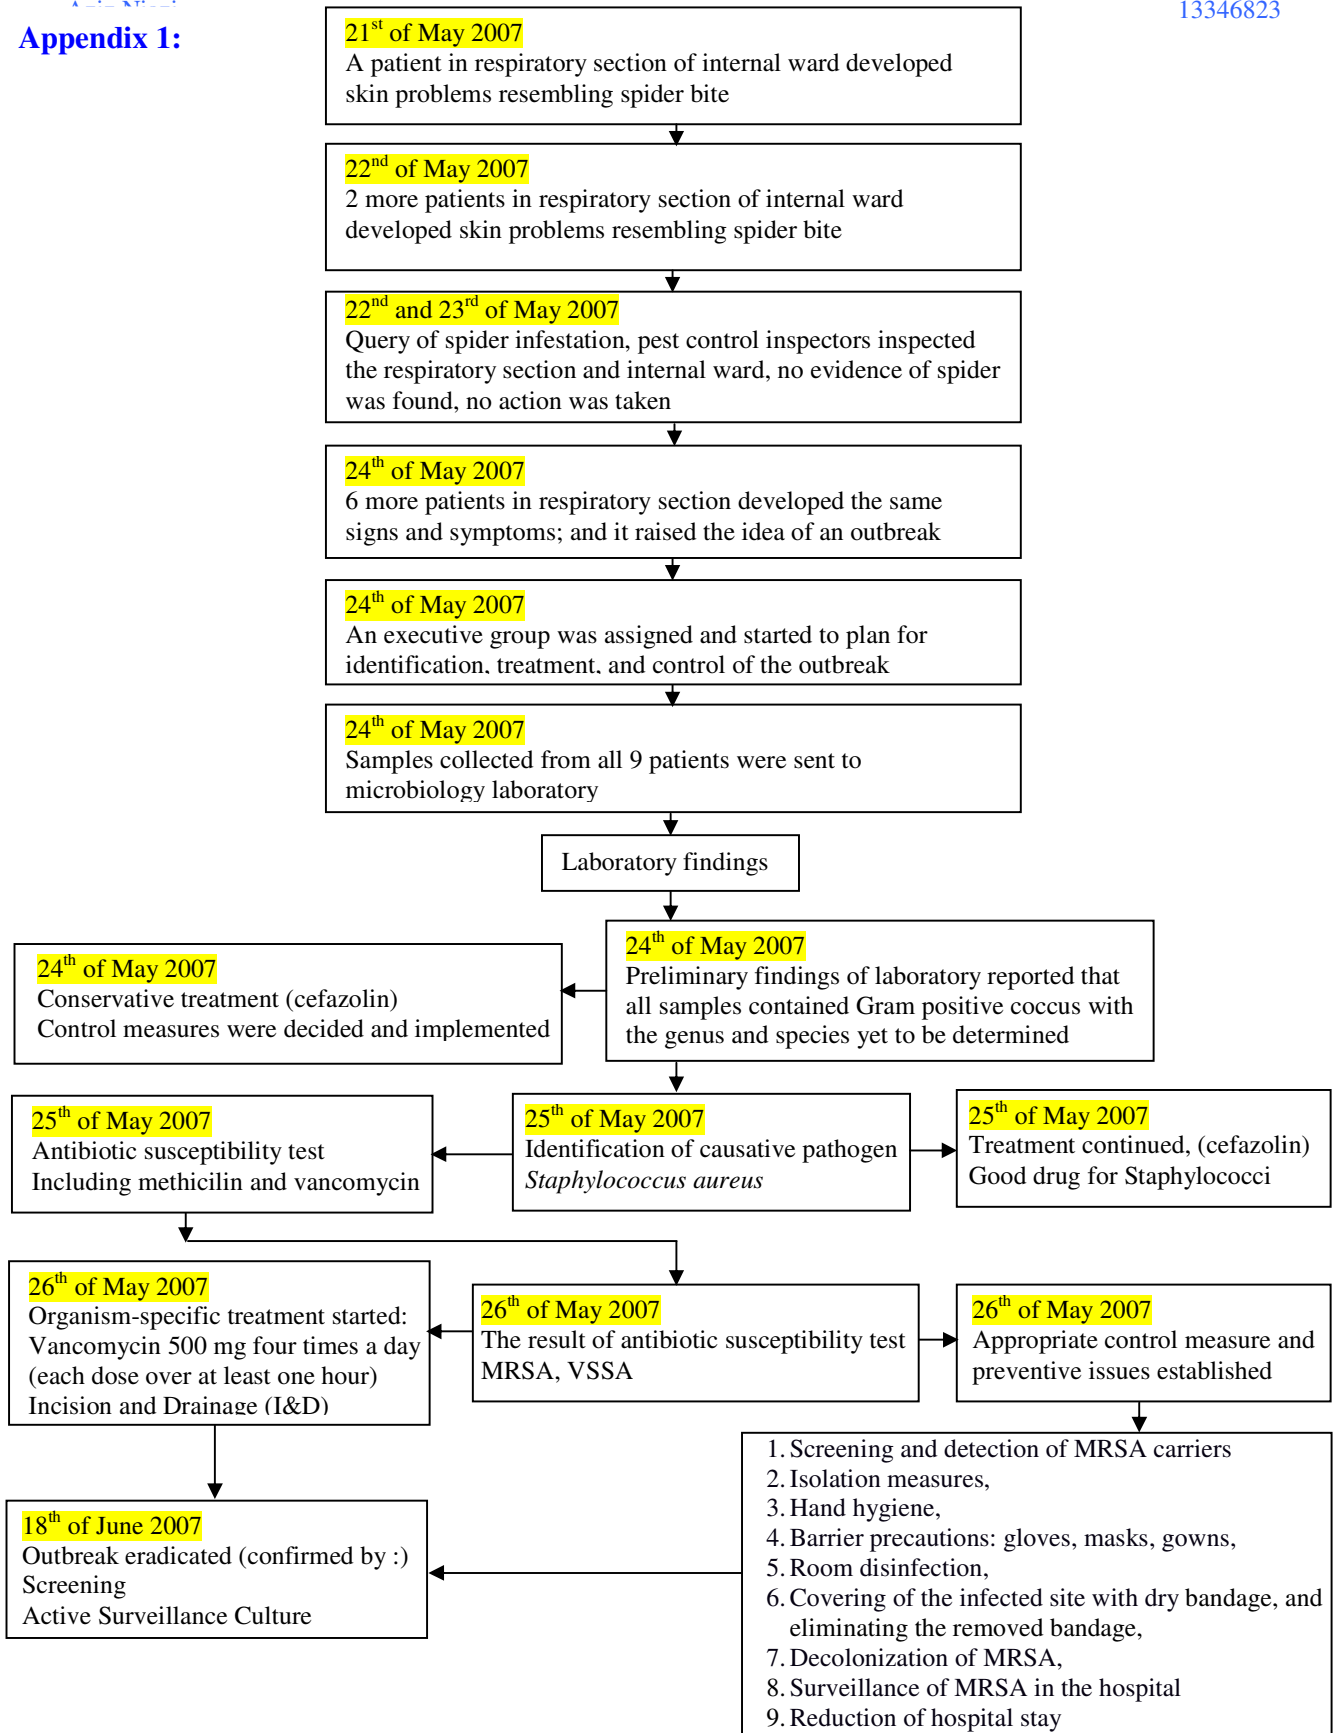 13346823
Appendix 1:
21st of May 2007
A patient in respiratory section of internal ward developed
skin problems resembling spider bite
22nd of May 2007
2 more patients in respiratory section of internal ward
developed skin problems resembling spider bite
22nd and 23rd of May 2007
Query of spider infestation, pest control inspectors inspected
the respiratory section and internal ward, no evidence of spider
was found, no action was taken
24th of May 2007
6 more patients in respiratory section developed the same
signs and symptoms; and it raised the idea of an outbreak
24th of May 2007
An executive group was assigned and started to plan for
identification, treatment, and control of the outbreak
24th of May 2007
Samples collected from all 9 patients were sent to
microbiology laboratory
Laboratory findings
24th of May 2007
Preliminary findings of laboratory reported that
all samples contained Gram positive coccus with
the genus and species yet to be determined
24th of May 2007
Conservative treatment (cefazolin)
Control measures were decided and implemented
25th of May 2007
Antibiotic susceptibility test
Including methicilin and vancomycin
25th of May 2007
Identification of causative pathogen
Staphylococcus aureus
25th of May 2007
Treatment continued, (cefazolin)
Good drug for Staphylococci
26th of May 2007
Organism-specific treatment started:
Vancomycin 500 mg four times a day
(each dose over at least one hour)
Incision and Drainage (I&D)
26th of May 2007
The result of antibiotic susceptibility test
MRSA, VSSA
26th of May 2007
Appropriate control measure and
preventive issues established
1. Screening and detection of MRSA carriers
2. Isolation measures,
3. Hand hygiene,
4. Barrier precautions: gloves, masks, gowns,
5. Room disinfection,
6. Covering of the infected site with dry bandage, and
eliminating the removed bandage,
7. Decolonization of MRSA,
8. Surveillance of MRSA in the hospital
9. Reduction of hospital stay
18th of June 2007
Outbreak eradicated (confirmed by :)
Screening
Active Surveillance Culture